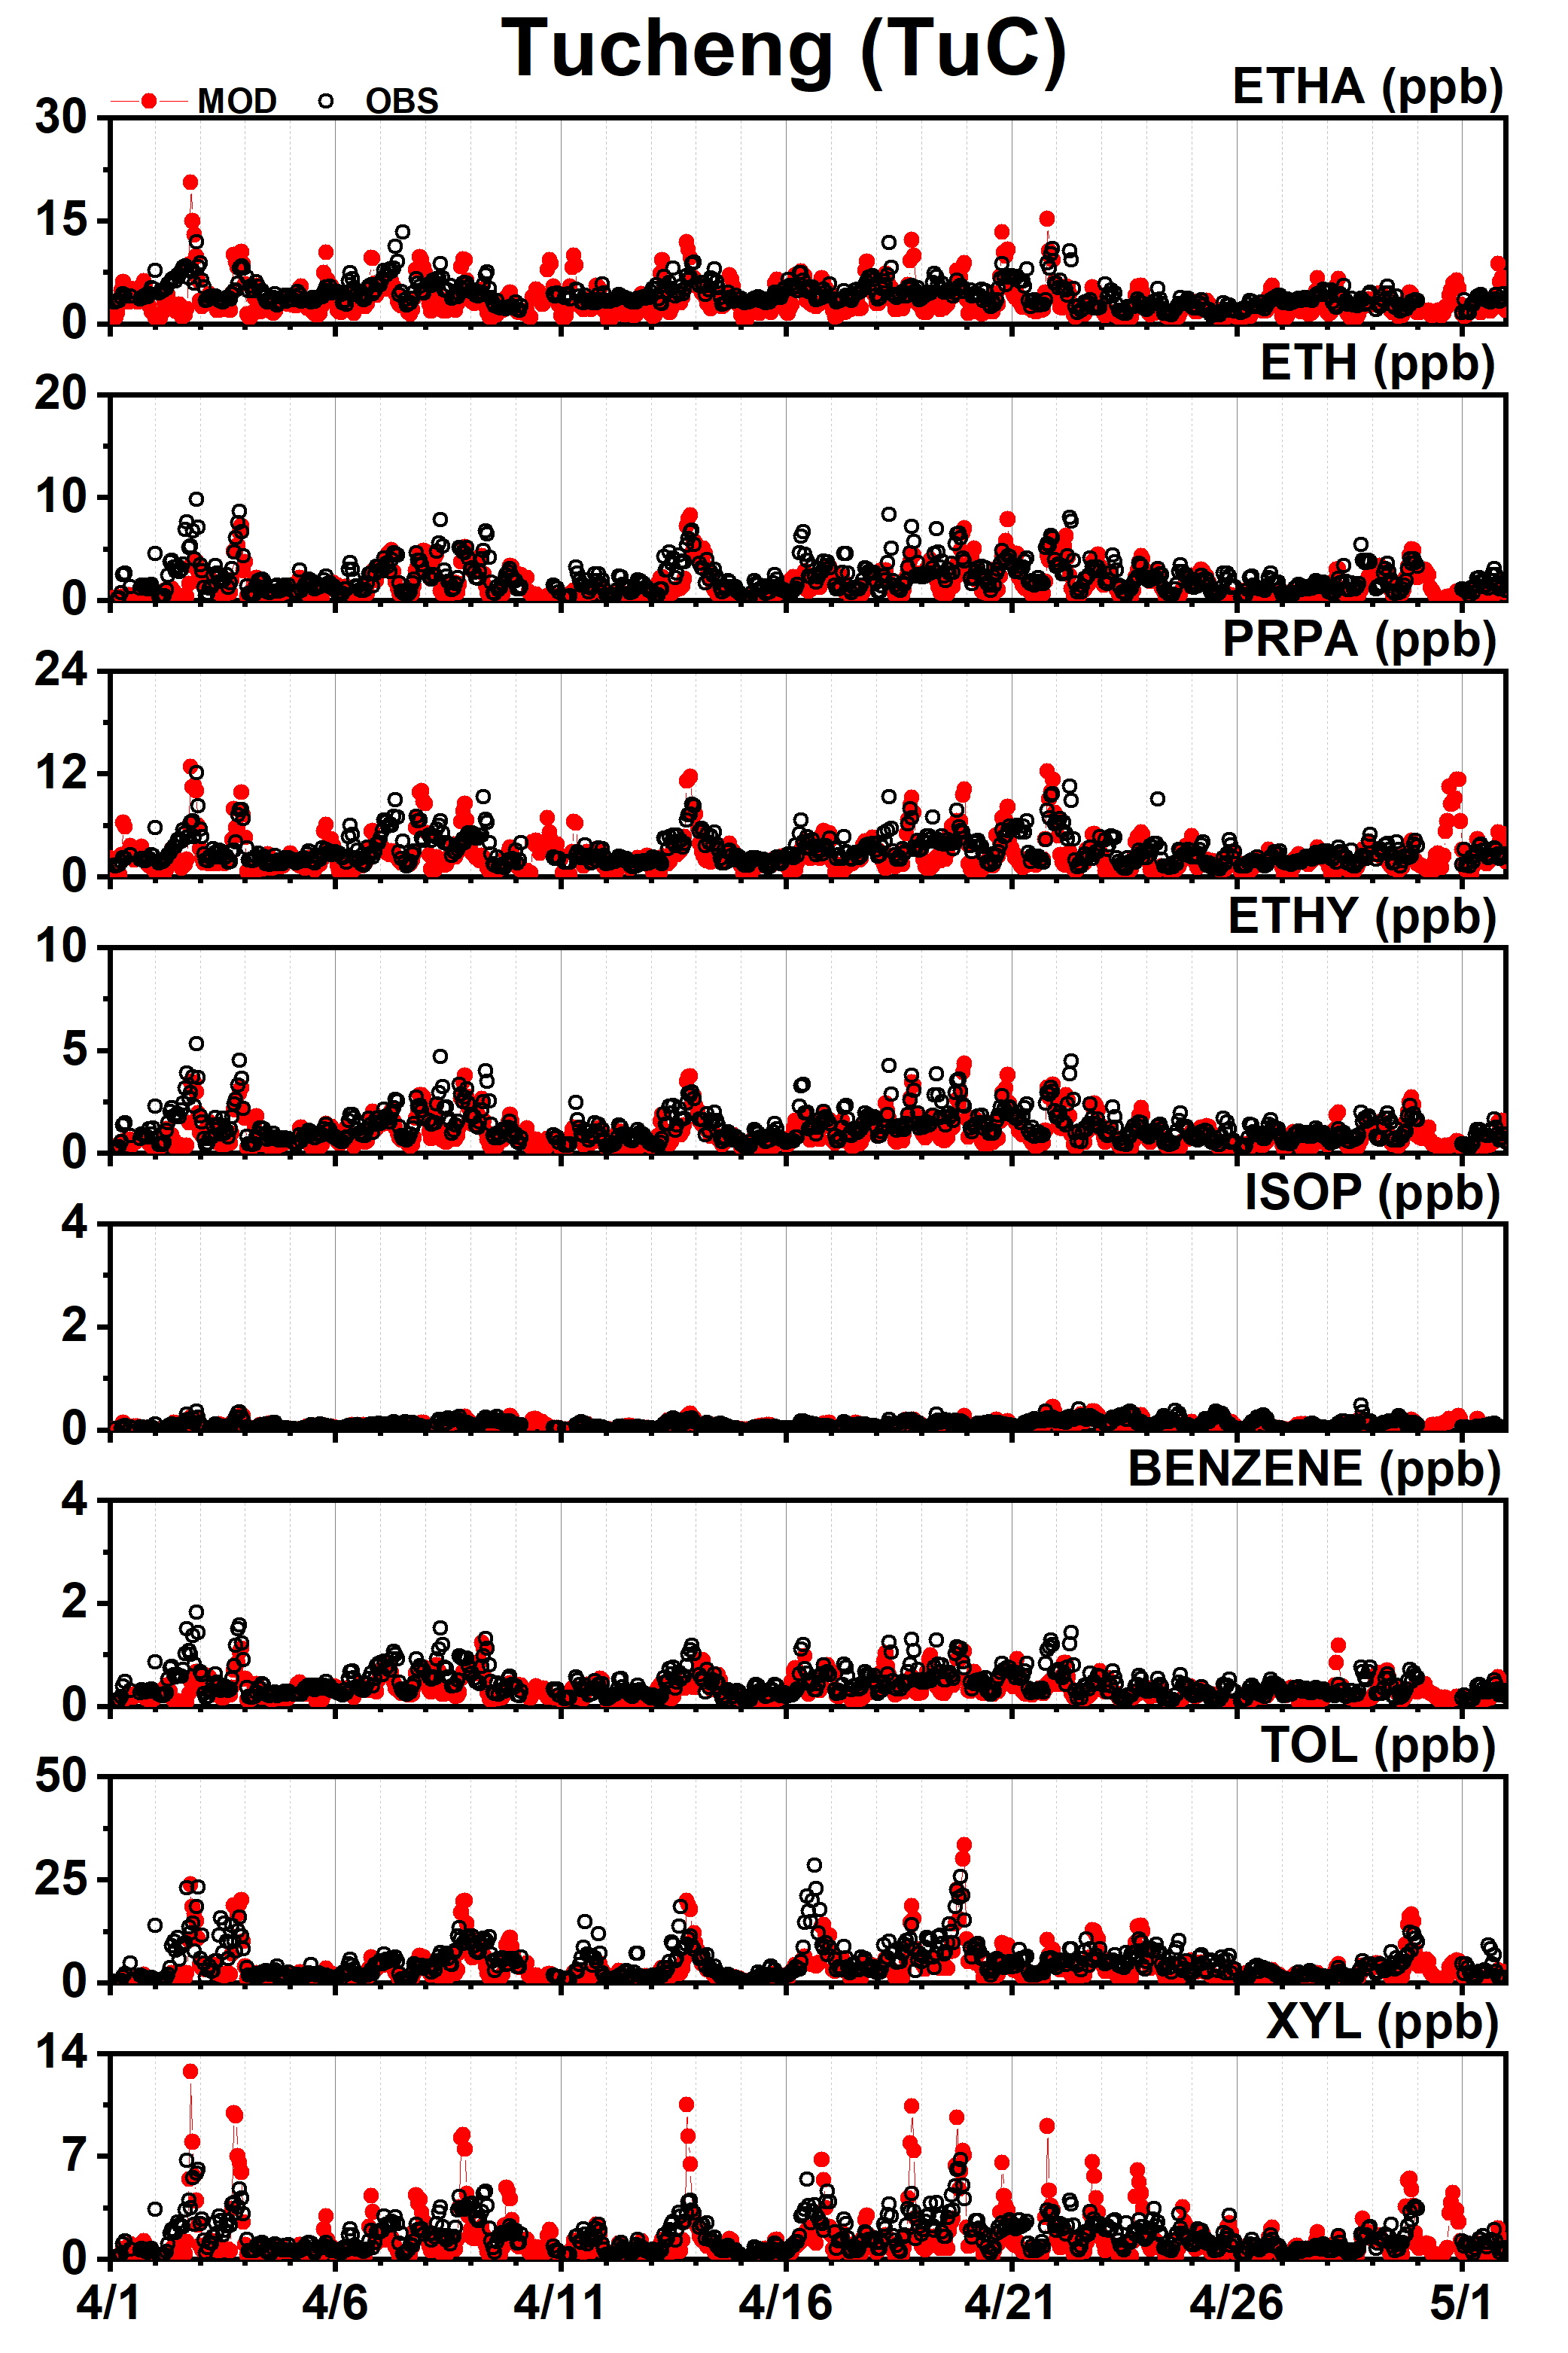 Tucheng (TuC)
MOD OBS
ETHA (ppb)
30
15
0
ETH (ppb)
20
10
0
PRPA (ppb)
24
12
0
ETHY (ppb)
10
5
0
ISOP (ppb)
4
2
0
BENZENE (ppb)
4
2
0
TOL (ppb)
50
25
0
XYL (ppb)
14
7
0
4/1 4/6 4/11 4/16 4/21 4/26 5/1